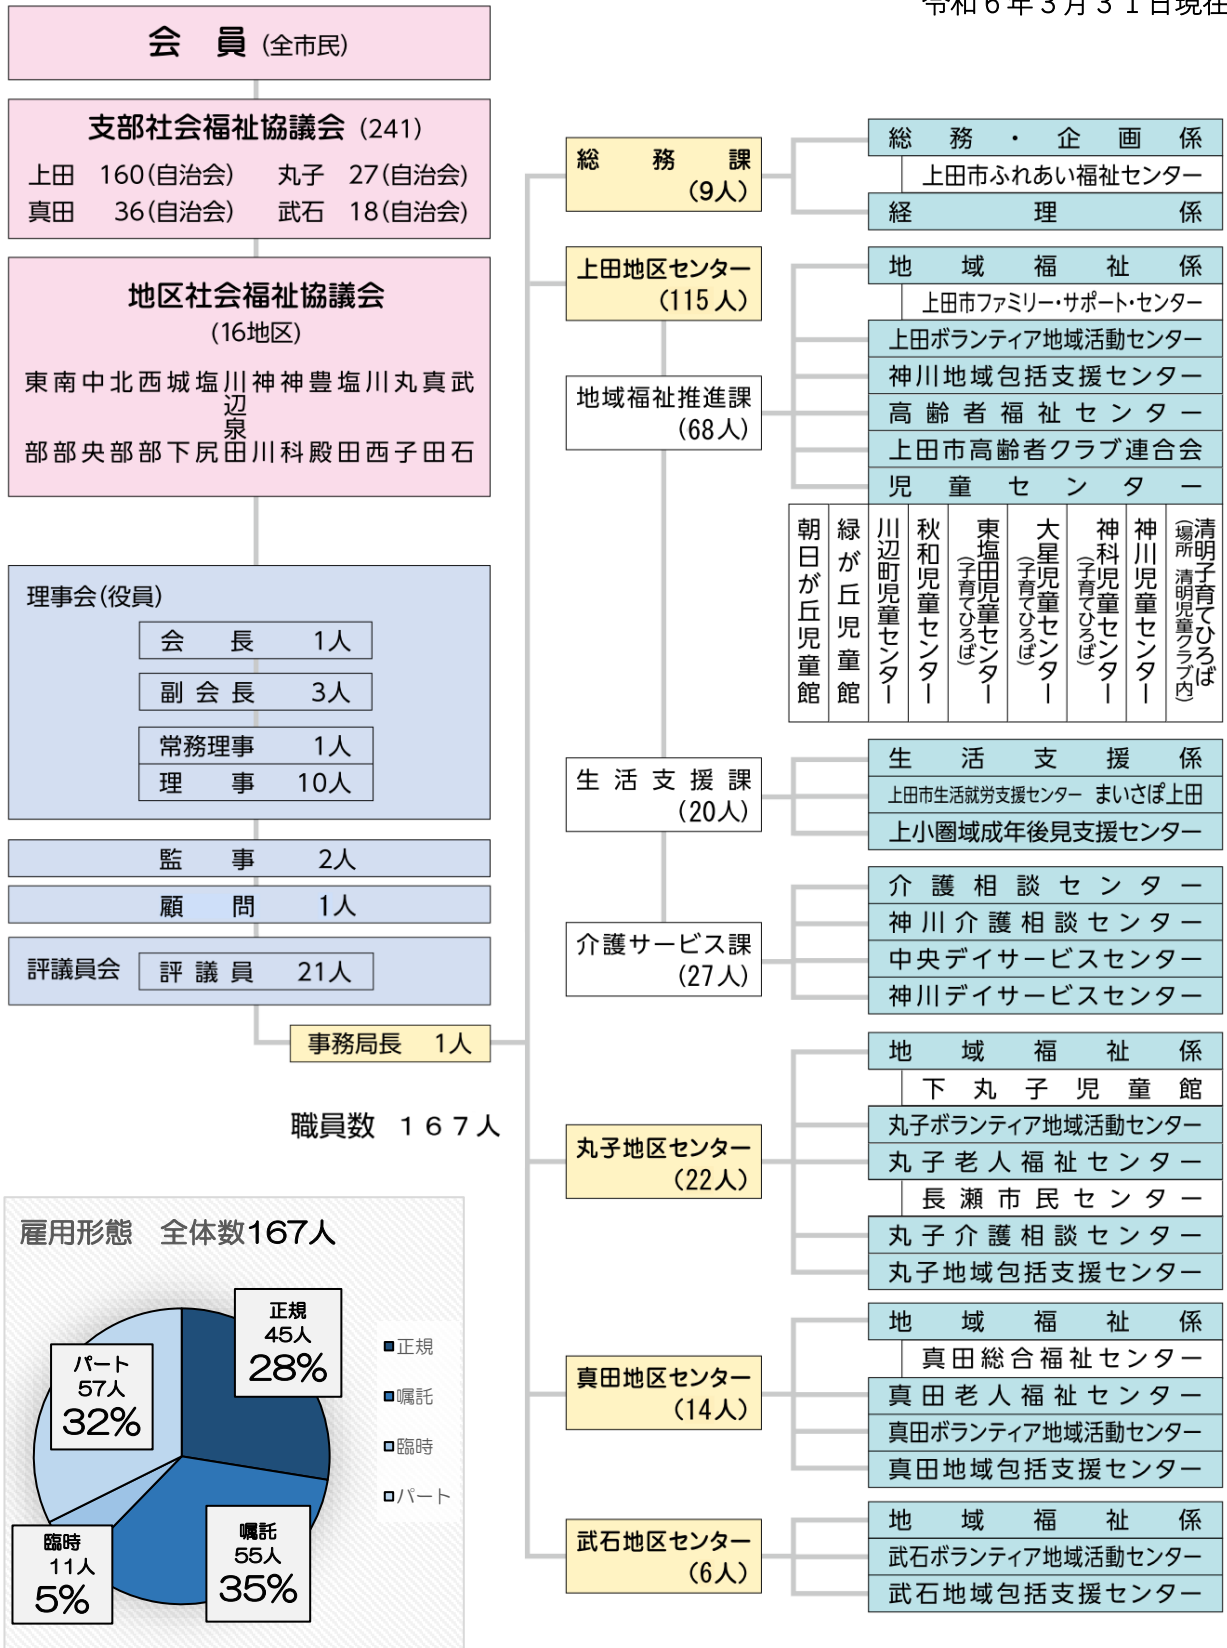 令和６年３月３１日現在
会　員 (全市民)
支部社会福祉協議会 (241)
上田　160(自治会)　丸子　27(自治会)
真田　36(自治会)　武石　18(自治会)
地区社会福祉協議会
(16地区)
東部 南部 中央 北部 西部 城下 塩尻 川辺泉田 神川 神科 豊殿 塩田 川西 丸子 真田 武石
理事会(役員)
会　長　1人
副会長　3人
常務理事　1人
理　事　10人
監　事　2人
顧　問　1人
評議員会　評議員　21人
事務局長　1人
職員数　１６７人
総務課
(9人)
総務・企画係
上田市ふれあい福祉センター
経理係
上田地区センター
(115人)
地域福祉推進課
(68人)
地域福祉係
上田市ファミリー・サポート・センター
上田ボランティア地域活動センター
神川地域包括支援センター
高齢者福祉センター
上田市高齢者クラブ連合会
児童センター
朝日が丘児童館
緑が丘児童館
川辺町児童センター
秋和児童センター
東塩田児童センター
(子育てひろば)
大星児童センター
(子育てひろば)
神科児童センター
(子育てひろば)
神川児童センター
清明子育てひろば
(場所 清明児童クラブ内)
生活支援課
(20人)
生活支援係
上田市生活就労支援センター　まいさぽ上田
上小圏域成年後見支援センター
介護サービス課
(27人)
介護相談センター
神川介護相談センター
中央デイサービスセンター
神川デイサービスセンター
丸子地区センター
(22人)
地域福祉係
下丸子児童館
丸子ボランティア地域活動センター
丸子老人福祉センター
長瀬市民センター
丸子介護相談センター
丸子地域包括支援センター
真田地区センター
(14人)
地域福祉係
真田総合福祉センター
真田老人福祉センター
真田ボランティア地域活動センター
真田地域包括支援センター
武石地区センター
(6人)
地域福祉係
武石ボランティア地域活動センター
武石地域包括支援センター
雇用形態　全体数167人
正規
45人
28%
パート
57人
32%
臨時
11人
5%
嘱託
55人
35%
正規
嘱託
臨時
パート